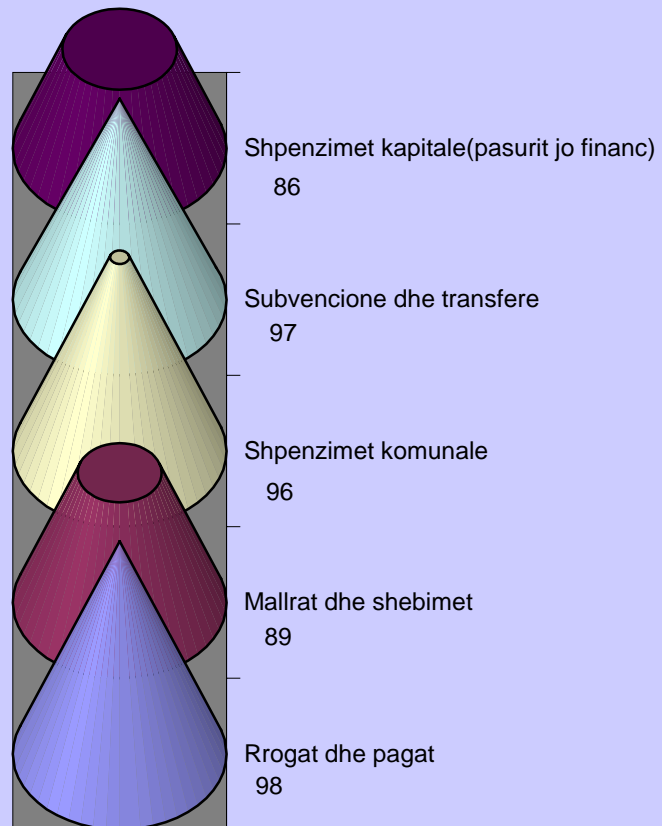 Shpenzimet kapitale(pasurit jo financ)
86
Subvencione dhe transfere
97
Shpenzimet komunale
96
Mallrat dhe shebimet
89
Rrogat dhe pagat
98